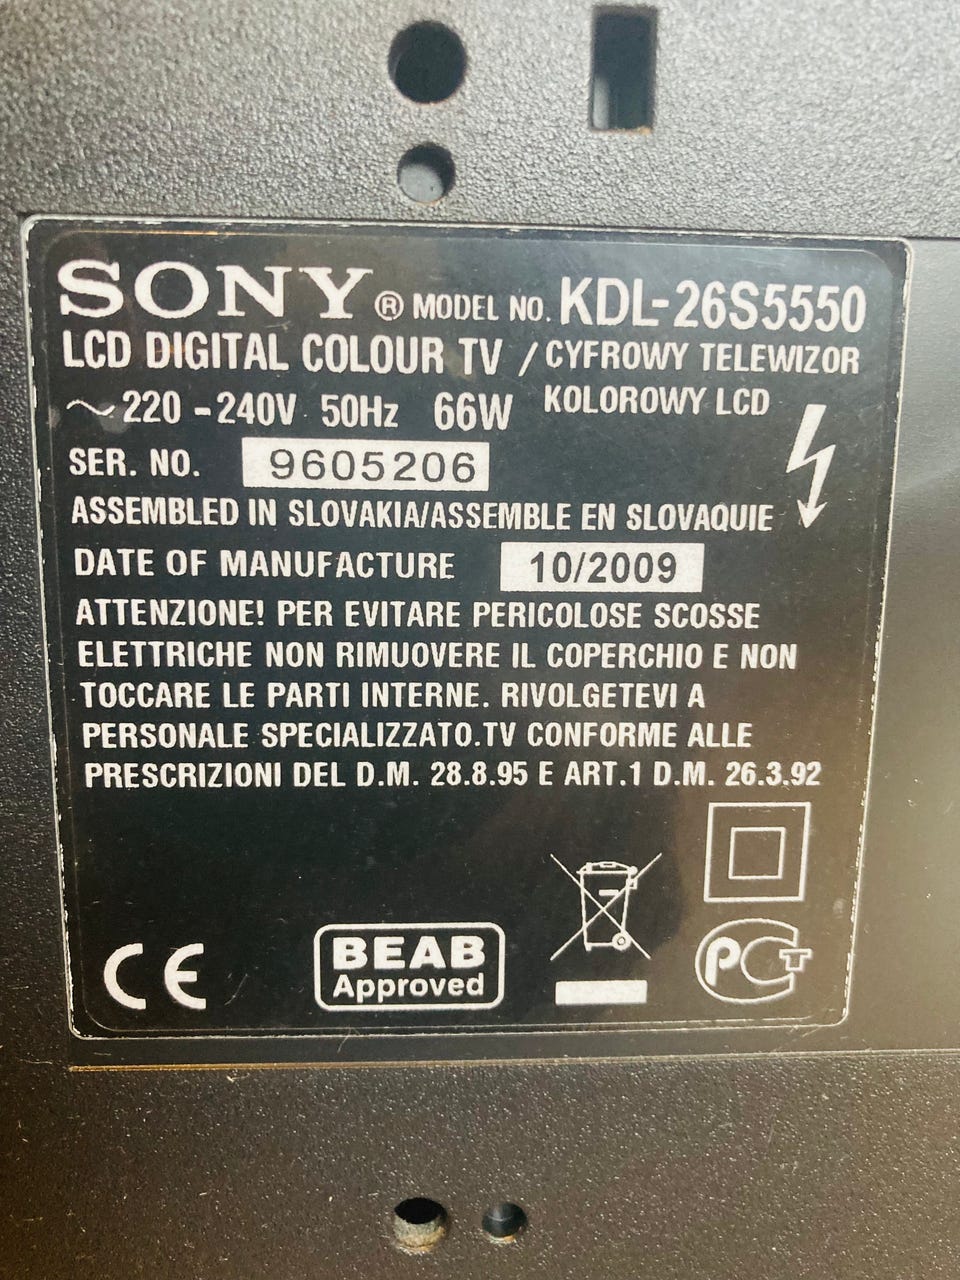 SONY® MODEL NO. KDL-26S5550
LCD DIGITAL COLOUR TV / CYFROWY TELEWIZOR
KOLOROWY LCD
~220 -240V 50Hz 66W
SER. NO. 9605206
ASSEMBLED IN SLOVAKIA/ASSEMBLE EN SLOVAQUIE
DATE OF MANUFACTURE 10/2009
ATTENZIONE! PER EVITARE PERICOLOSE SCOSSE
ELETTRICHE NON RIMUOVERE IL COPERCHIO E NON
TOCCARE LE PARTI INTERNE. RIVOLGETEVI A
PERSONALE SPECIALIZZATO.TV CONFORME ALLE
PRESCRIZIONI DEL D.M. 28.8.95 E ART.1 D.M. 26.3.92
CE
BEAB
Approved
PCT